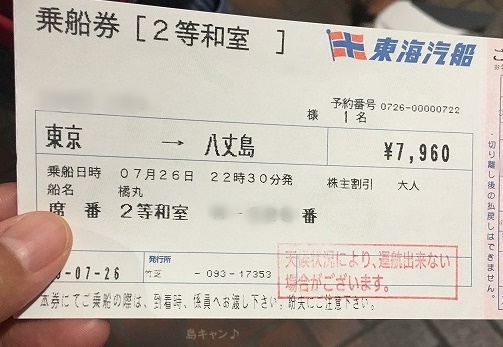 乗船券 [2等和室 ]
東海汽船
様
予約番号 0726-00000722
1 名
東京 → 八丈島 ¥7,960
乗船日時 07月26日 22時30分発 株主割引 大人
船名 橘丸
席番 2等和室 番
-07-26
発行所
竹芝 -093-17353
天候状況により、運航出来ない
場合がございます。
本券にてご乗船の際は、到着時、係員へお渡し下さい。紛失にご注意下さい。
切り離し後の払戻しはできません
島キャン♪